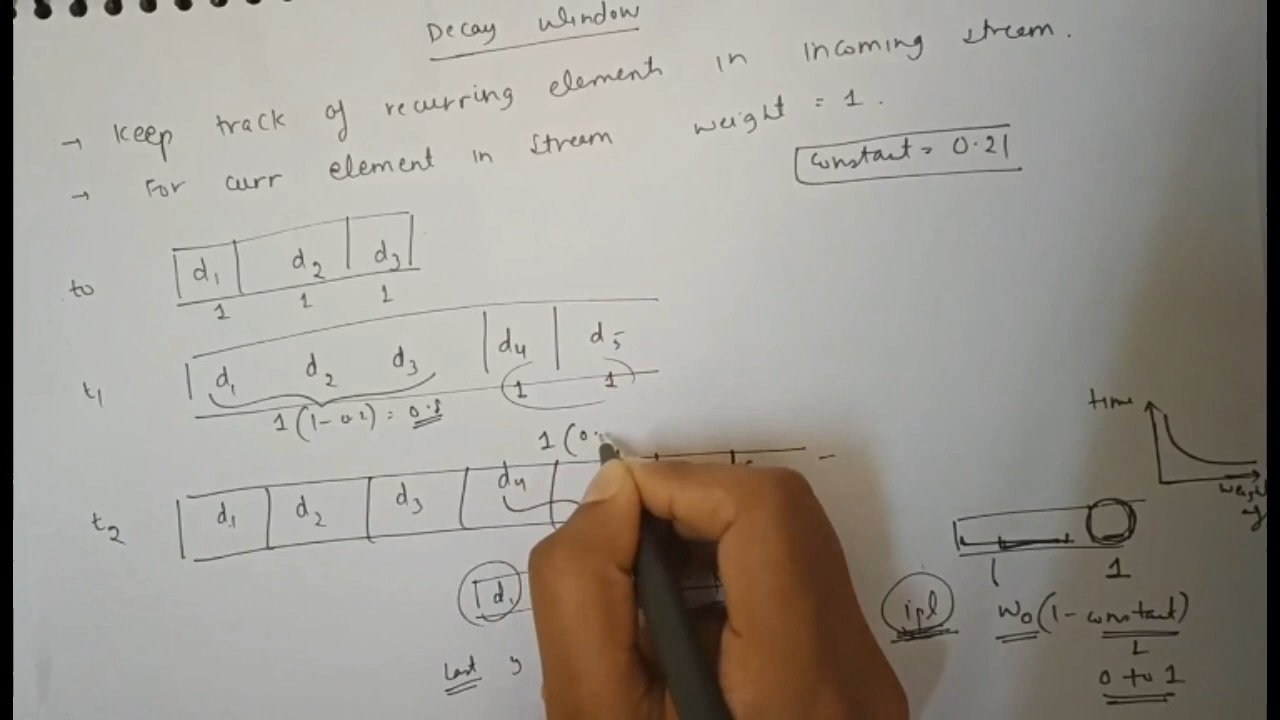 Decay Window
→ Keep track of recurring element in incoming stream.
→ For curr element in stream weight = 1.
constant = 0.21
to
d1 d2 d3
1 1 1
t1
d1 d2 d3 d4 d5
1(1-0.2) = 0.8 1 1
1(0.
t2
d1 d2 d3 d4
d1
Last 3
time
weight
1 1
ipl
W0(1-constant)
0 to 1